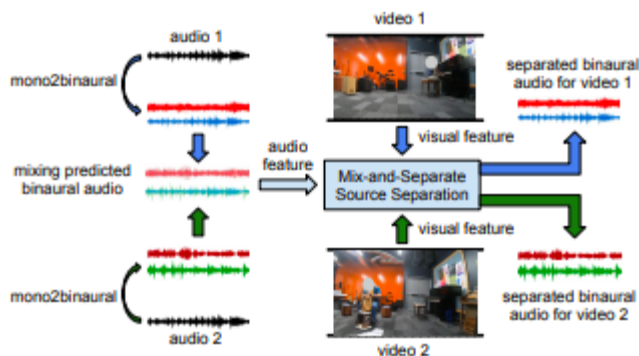 audio 1
video 1
mono2binaural
separated binaural
audio for video 1
visual feature
mixing predicted
binaural audio
audio
feature
Mix-and-Separate
Source Separation
visual feature
mono2binaural
separated binaural
audio for video 2
audio 2
video 2